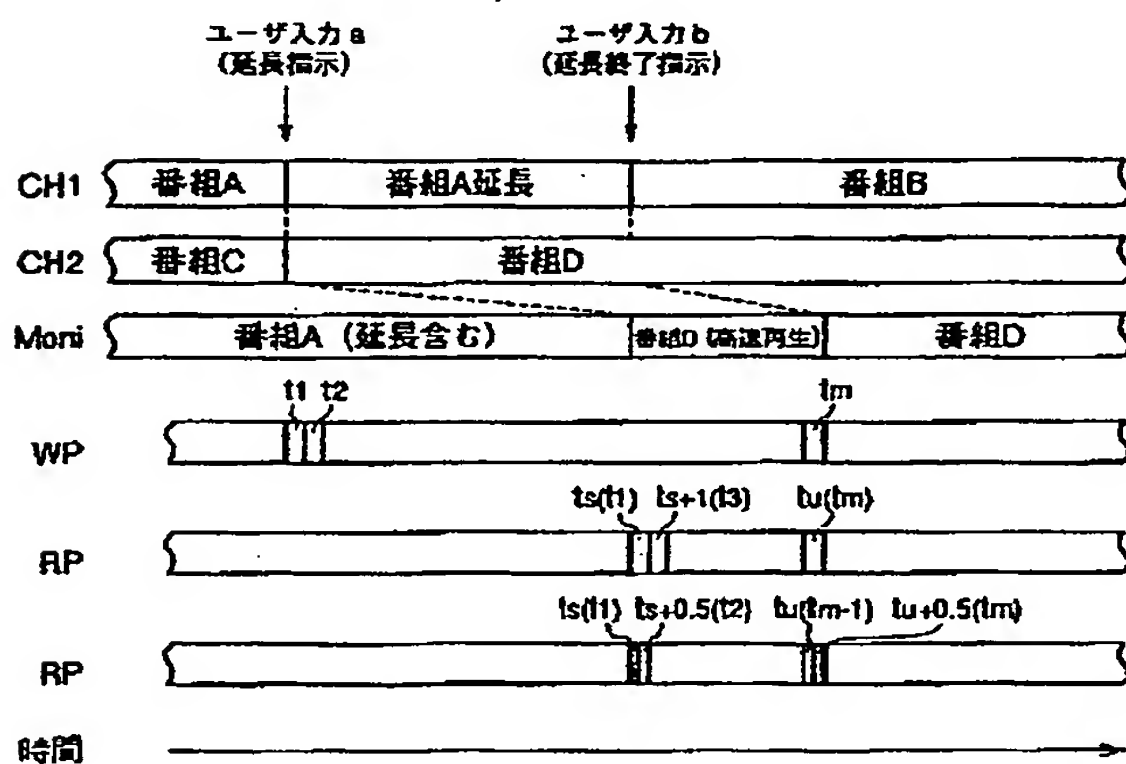 ユーザ入力a ユーザ入力b
(延長指示) (延長終了指示)
CH1 番組A 番組A延長 番組B
CH2 番組C 番組D
Moni 番組A (延長含む) 番組D (高速再生) 番組D
t1 t2 tm
WP
ts(t1) ts+1(t3) tu(tm)
RP
ts(t1) ts+0.5(t2) tu(tm-1) tu+0.5(tm)
RP
時間